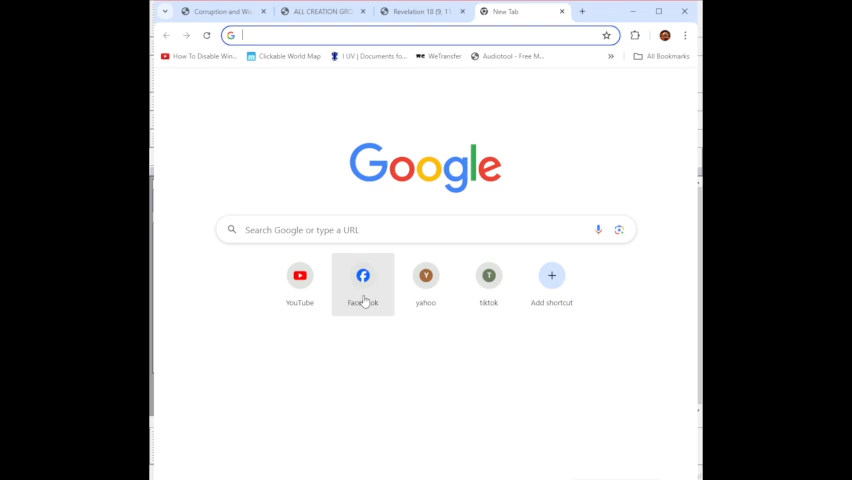 Corruption and Wi
ALL CREATION GRO
Revelation 18 (9, 11
New Tab
How To Disable Win...
Clickable World Map
I UV | Documents fo...
we WeTransfer
Audiotool - Free M...
»
All Bookmarks
Google
Search Google or type a URL
YouTube
Facebook
Y
yahoo
T
tiktok
Add shortcut